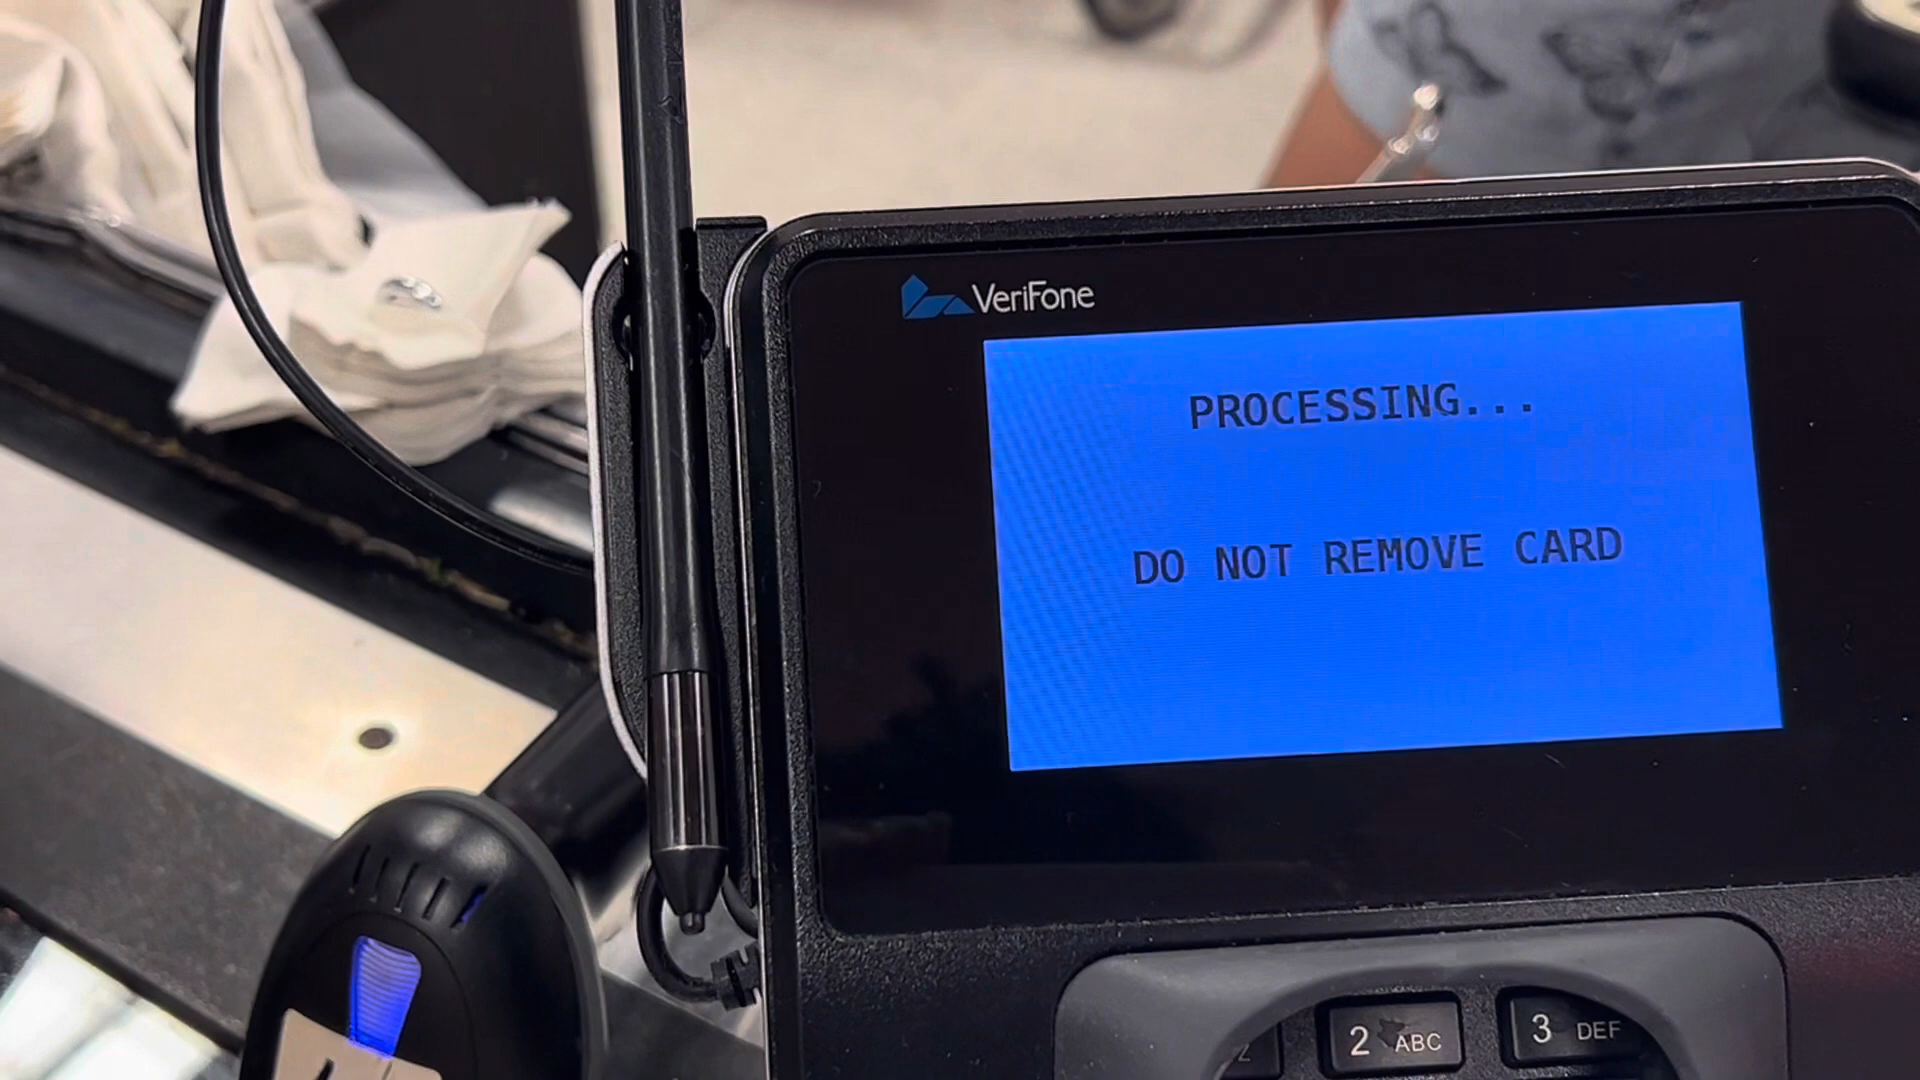 VeriFone
PROCESSING...
DO NOT REMOVE CARD
2 ABC
3 DEF